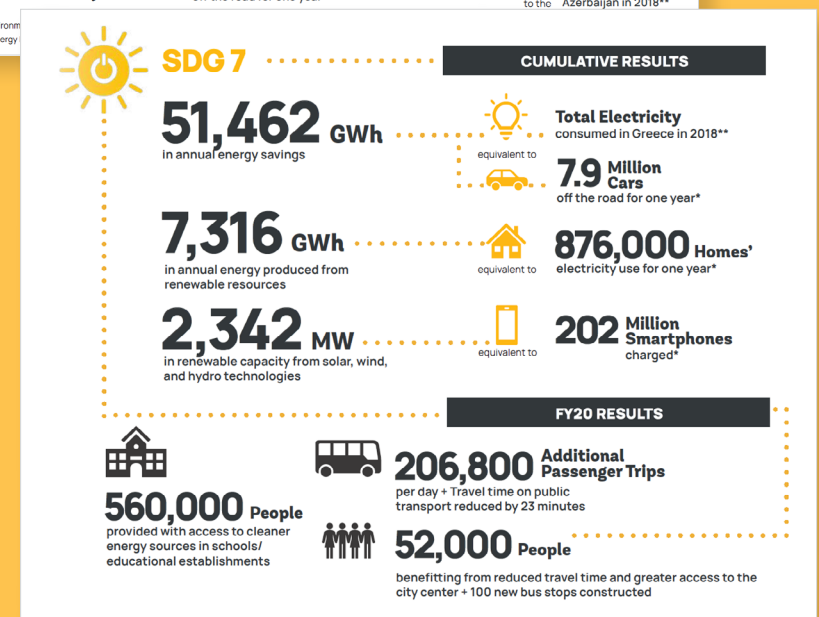 to the Azerbaijan in 2018**
SDG 7
CUMULATIVE RESULTS
51,462 GWh
in annual energy savings
equivalent to
Total Electricity
consumed in Greece in 2018**
7.9 Million
Cars
off the road for one year*
7,316 GWh
in annual energy produced from
renewable resources
equivalent to
876,000 Homes'
electricity use for one year*
2,342 MW
in renewable capacity from solar, wind,
and hydro technologies
equivalent to
202 Million
Smartphones
charged*
FY20 RESULTS
560,000 People
provided with access to cleaner
energy sources in schools/
educational establishments
206,800 Additional
Passenger Trips
per day + Travel time on public
transport reduced by 23 minutes
52,000 People
benefitting from reduced travel time and greater access to the
city center + 100 new bus stops constructed